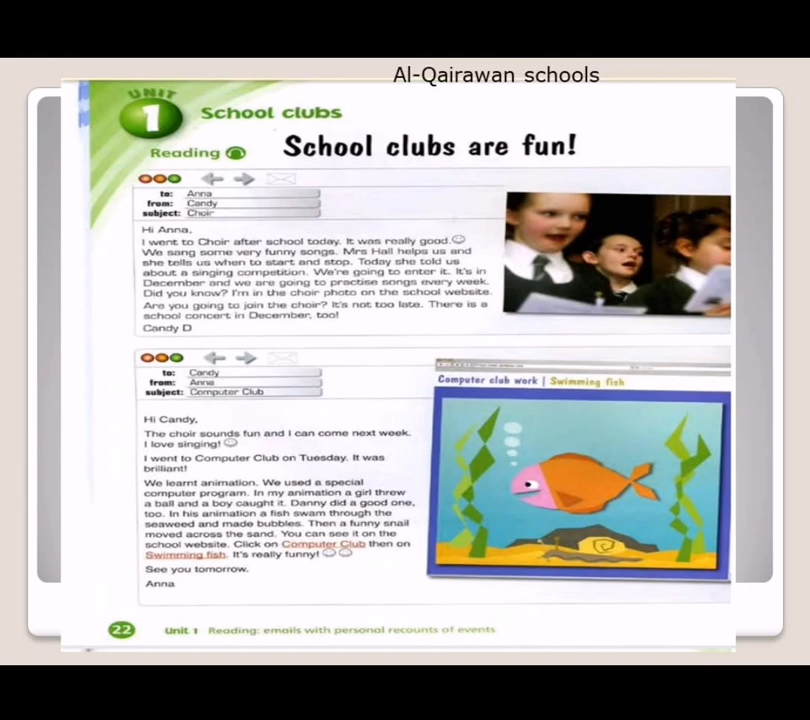 Al-Qairawan schools
UNIT
1
School clubs
Reading
School clubs are fun!
to: Anna
from: Candy
subject: Choir
Hi Anna,
I went to Choir after school today. It was really good.
We sang some very funny songs. Mrs Hall helps us and
she tells us when to start and stop. Today she told us
about a singing competition. We're going to enter it. It's in
December and we are going to practise songs every week.
Did you know? I'm in the choir photo on the school website.
Are you going to join the choir? It's not too late. There is a
school concert in December, too!
Candy D
to: Candy
from: Anna
subject: Computer Club
Hi Candy,
The choir sounds fun and I can come next week.
I love singing!
I went to Computer Club on Tuesday. It was
brilliant!
We learnt animation. We used a special
computer program. In my animation a girl threw
a ball and a boy caught it. Danny did a good one,
too. In his animation a fish swam through the
seaweed and made bubbles. Then a funny snail
moved across the sand. You can see it on the
school website. Click on Computer Club then on
Swimming fish. It's really funny!
See you tomorrow.
Anna
Computer club work | Swimming fish
22 Unit 1 Reading: emails with personal recounts of events